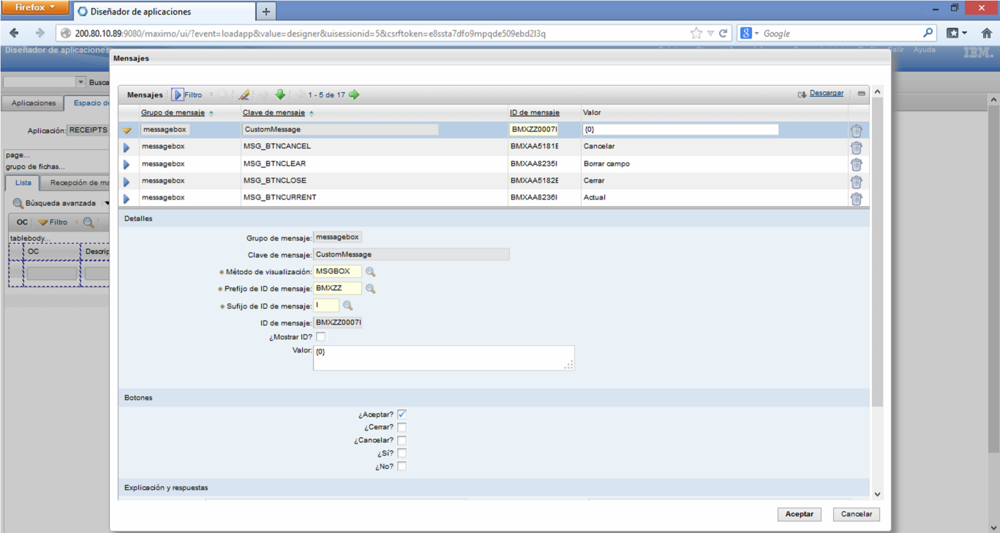 Firefox
Diseñador de aplicaciones
200.80.10.89:9080/maximo/ui/?event=loadapp&value=designer&uisessionid=5&csrftoken=e8ssta7dfo9mpqde509ebd2l3q
Google
Diseñador de aplicaciones
Salir Ayuda
IBM.
Mensajes
Busca
Mensajes Filtro 1 - 5 de 17 Descargar
Aplicaciones Espacio de
Grupo de mensaje Clave de mensaje ID de mensaje Valor
Aplicación: RECEIPTS
messagebox CustomMessage BMXZZ0007I {0}
messagebox MSG_BTNCANCEL BMXAA5181E Cancelar
page...
messagebox MSG_BTNCLEAR BMXAA8235I Borrar campo
grupo de fichas...
messagebox MSG_BTNCLOSE BMXAA5182E Cerrar
Lista Recepción de ma
messagebox MSG_BTNCURRENT BMXAA8236I Actual
Búsqueda avanzada
Detalles
OC Filtro
tablebody...
Grupo de mensaje: messagebox
OC Descrip
Clave de mensaje: CustomMessage
Método de visualización: MSGBOX
Prefijo de ID de mensaje: BMXZZ
Sufijo de ID de mensaje: I
ID de mensaje: BMXZZ0007I
¿Mostrar ID?
Valor: {0}
Botones
¿Aceptar?
¿Cerrar?
¿Cancelar?
¿Sí?
¿No?
Explicación y respuestas
Aceptar Cancelar